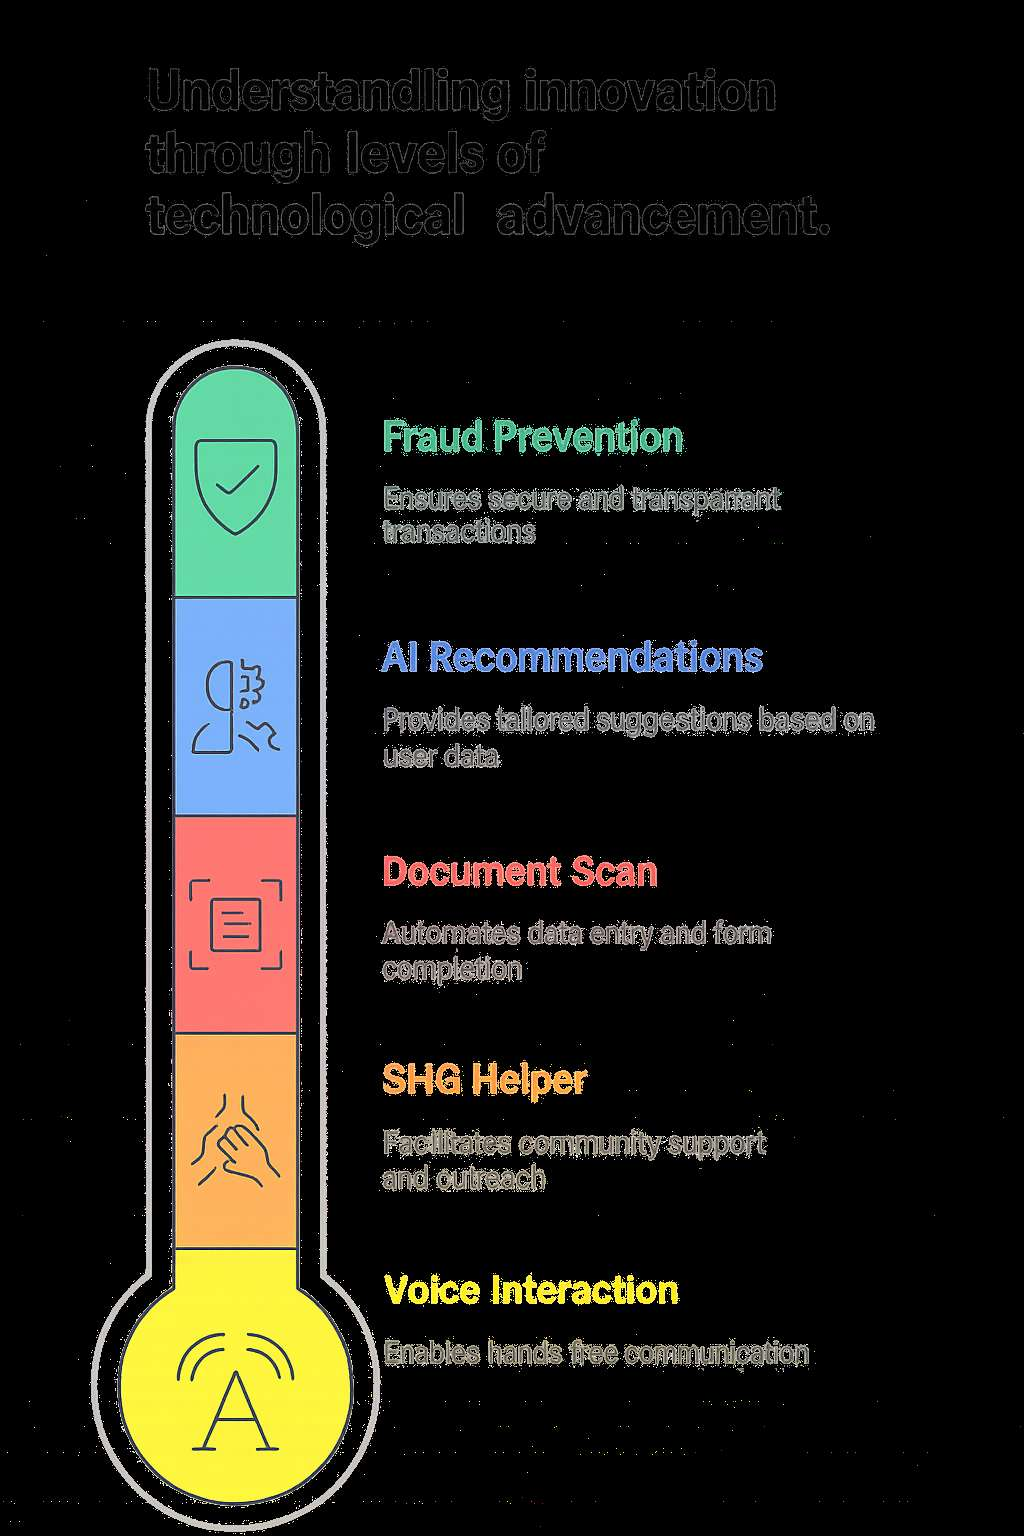 Understandling innovation
through levels of
technological advancement.
Fraud Prevention
Ensures secure and transpariant
transactions
AI Recommendations
Provides tailored suggestions based on
user data
Document Scan
Automates data entry and form
completion
SHG Helper
Facilitates community support
and outreach
Voice Interaction
Enables hands free communication
A